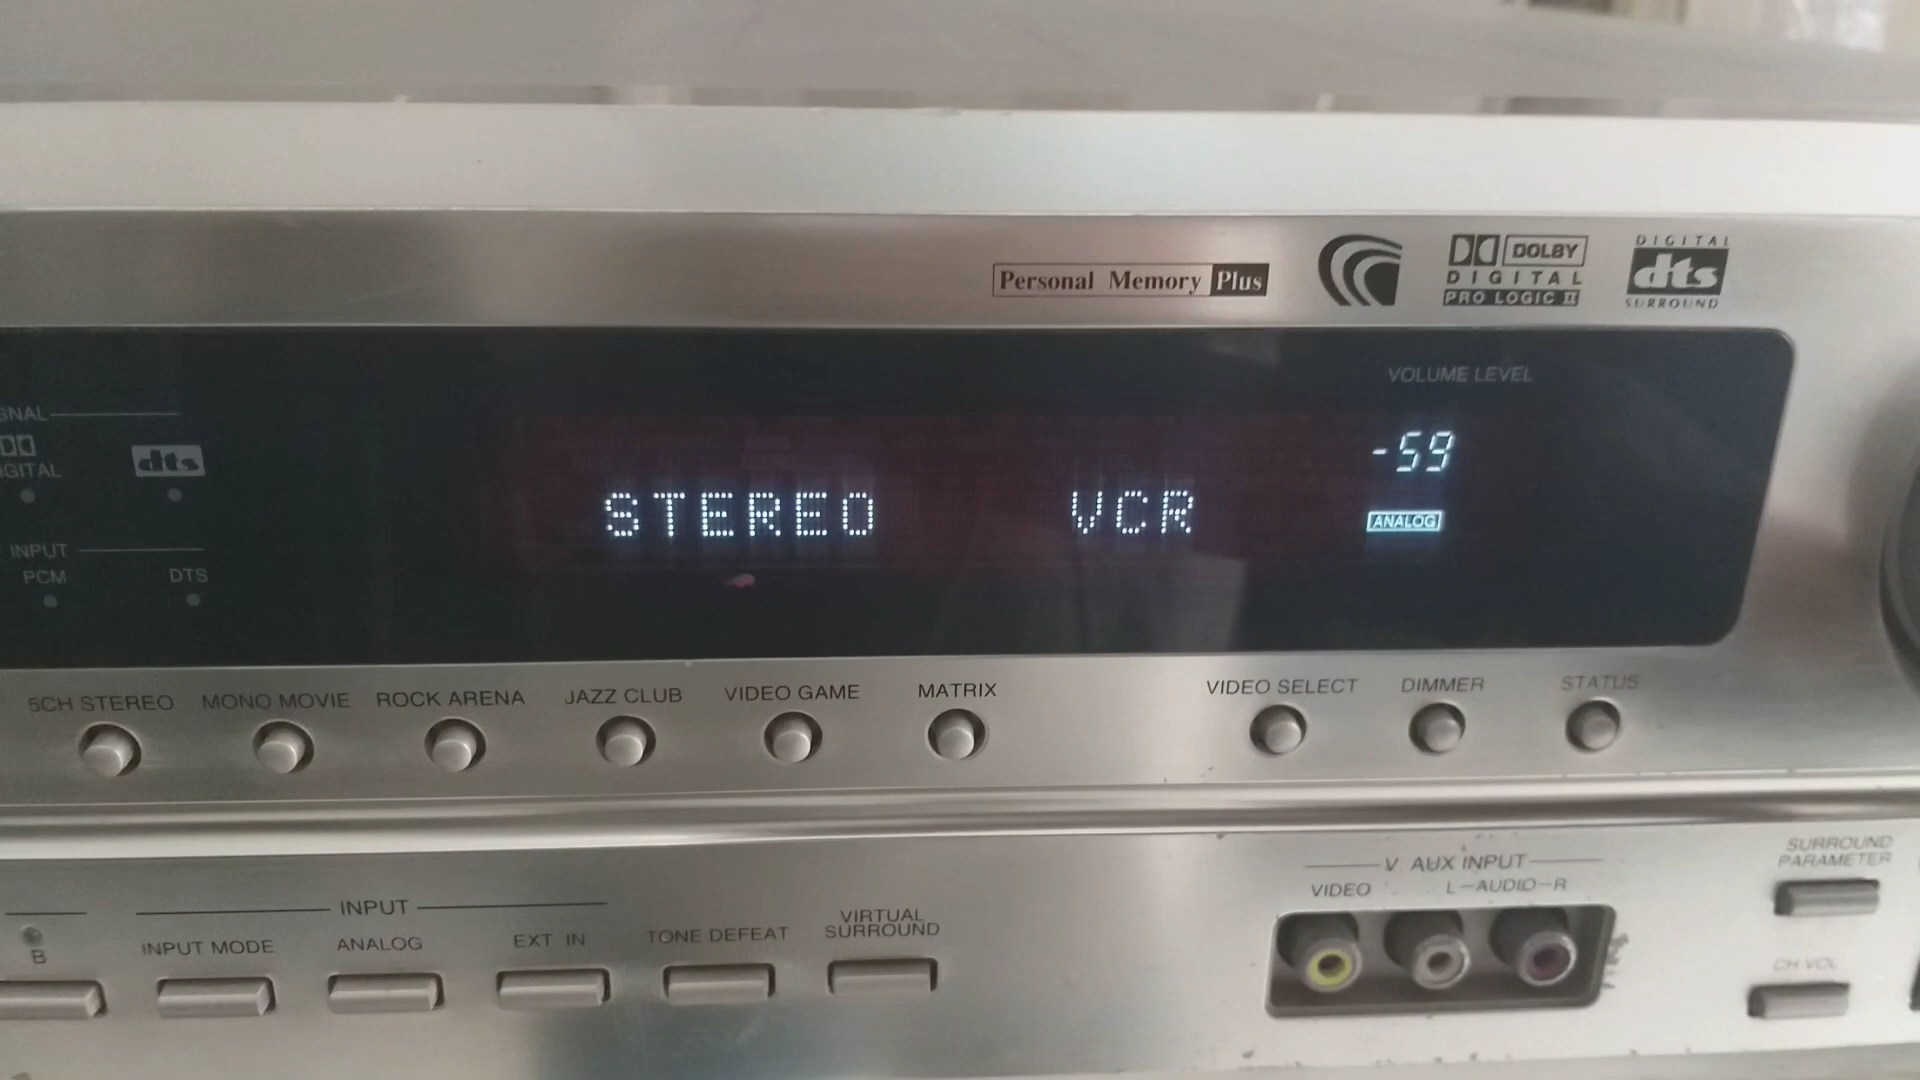 Personal Memory Plus
DOLBY
DIGITAL
PRO LOGIC II
DIGITAL
dts
SURROUND
VOLUME LEVEL
-59
dts
STEREO VCR
ANALOG
INPUT
PCM DTS
5CH STEREO MONO MOVIE ROCK ARENA JAZZ CLUB VIDEO GAME MATRIX VIDEO SELECT DIMMER STATUS
SURROUND
PARAMETER
V. AUX INPUT
VIDEO L-AUDIO-R
INPUT
B INPUT MODE ANALOG EXT IN TONE DEFEAT
VIRTUAL
SURROUND
CH.VOL